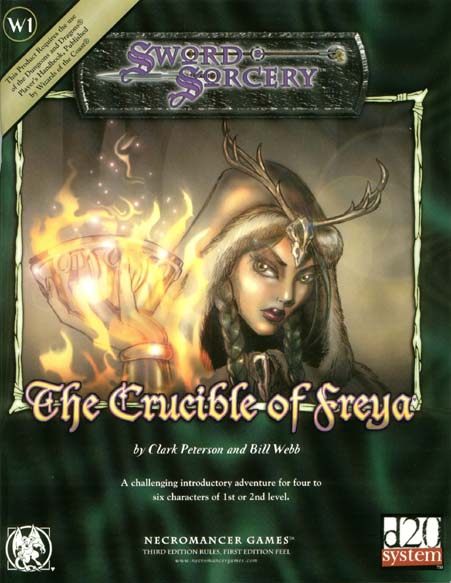 W1
This Product Requires the use
of the Dungeons and Dragons®
Player's Handbook, Published
by Wizards of the Coast®
SWORD
SORCERY
The Crucible of Freya
by Clark Peterson and Bill Webb
A challenging introductory adventure for four to
six characters of 1st or 2nd level.
NECROMANCER GAMES™
THIRD EDITION RULES, FIRST EDITION FEEL
www.necromancergames.com
d20
system™